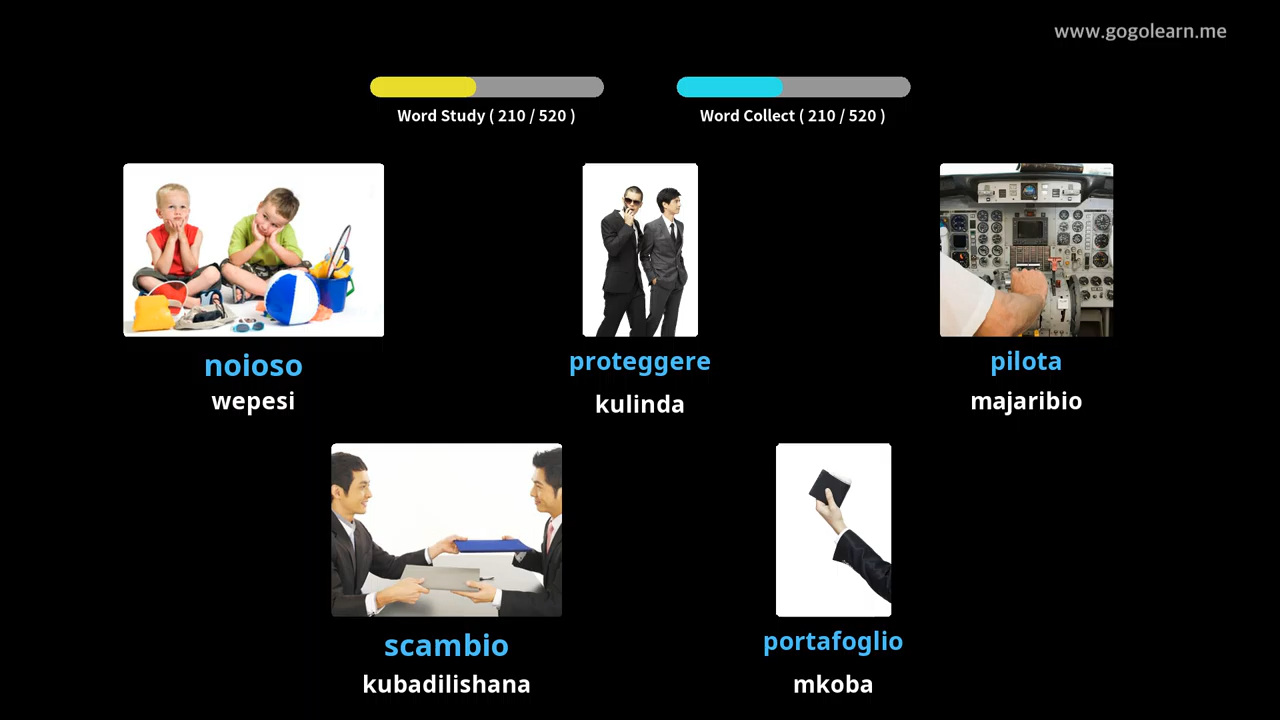 www.gogolearn.me
Word Study ( 210 / 520 )
Word Collect ( 210 / 520 )
noioso
wepesi
proteggere
kulinda
pilota
majaribio
scambio
kubadilishana
portafoglio
mkoba